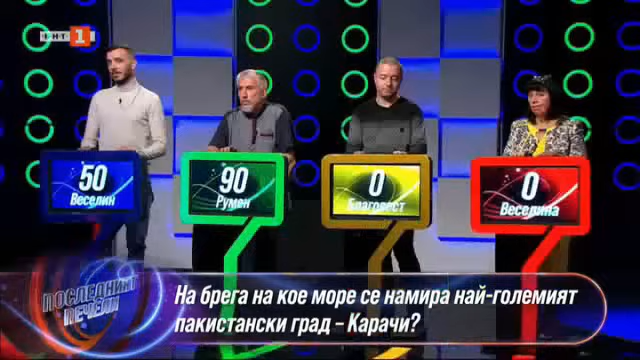 БНТ 1
50
Веселин
90
Румен
0
Благовест
0
Веселина
ПОСЛЕДНИЯТ
ПЕЧЕЛИ
На брега на кое море се намира най-големият
пакистански град – Карачи?